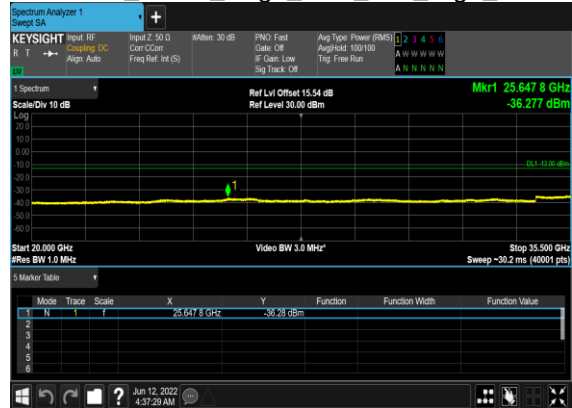 Spectrum Analyzer 1
Swept SA
+
KEYSIGHT Input: RF Input Z: 50 Ω #Atten: 30 dB PNO: Fast Avg Type: Power (RMS) 1 2 3 4 5 6
R T Coupling: DC Corr CCorr Gate: Off Avg|Hold: 100/100 A W W W W W
Align: Auto Freq Ref: Int (S) IF Gain: Low Trig: Free Run
Sig Track: Off A N N N N N
1 Spectrum Ref Lvl Offset 15.54 dB Mkr1 25.647 8 GHz
Scale/Div 10 dB Ref Level 30.00 dBm -36.277 dBm
Log
20.0
10.0
0.00
-10.0
DL1 -13.00 dBm
-20.0
-30.0
1
-40.0
-50.0
-60.0
Start 20.000 GHz Video BW 3.0 MHz* Stop 35.500 GHz
#Res BW 1.0 MHz Sweep ~30.2 ms (40001 pts)
5 Marker Table
Mode Trace Scale X Y Function Function Width Function Value
1 N 1 f 25.647 8 GHz -36.28 dBm
2
3
4
5
6
? Jun 12, 2022
4:37:29 AM